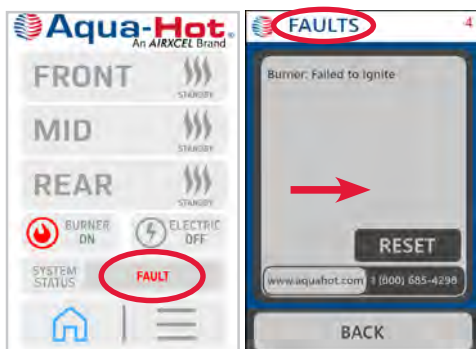 Aqua-Hot®
An AIRXCEL Brand
FRONT
STANDBY
MID
STANDBY
REAR
STANDBY
BURNER
ON
ELECTRIC
OFF
SYSTEM
STATUS
FAULT
FAULTS
4
Burner: Failed to Ignite
RESET
www.aquahot.com
1 (800) 685-4298
BACK